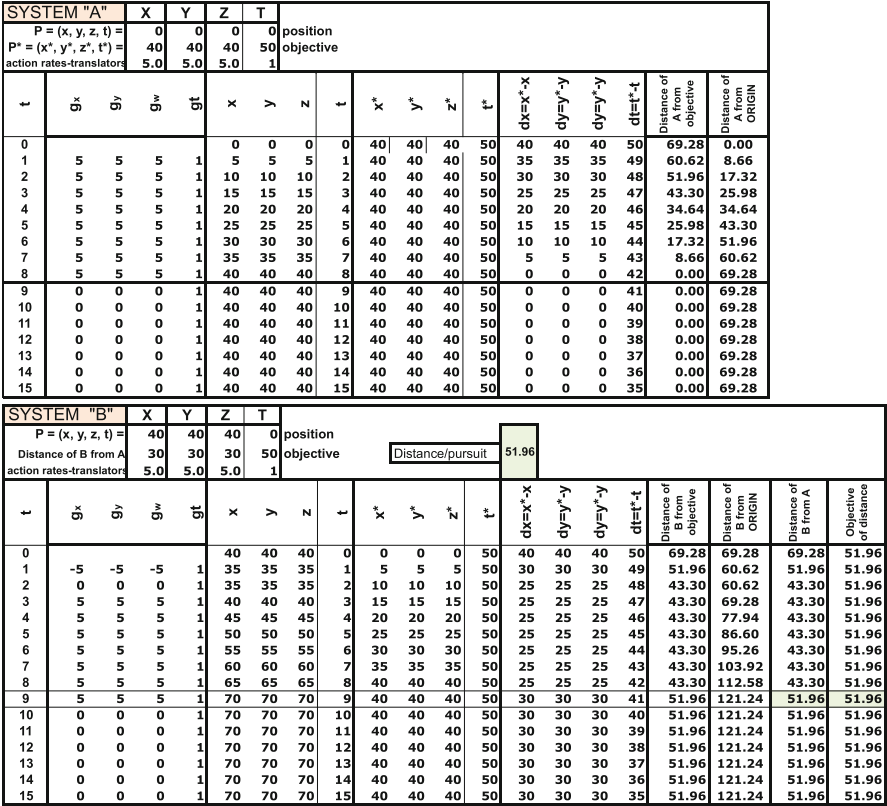 SYSTEM "A" X Y Z T
P = (x, y, z, t) = 0 0 0 0 position
P* = (x*, y*, z*, t*) = 40 40 40 50 objective
action rates-translators 5.0 5.0 5.0 1
t gx gy gw gt x y z t x* y* z* t* dx=x*-x dy=y*-y dy=y*-y dt=t*-t Distance of A from objective Distance of A from ORIGIN
0 0 0 0 0 40 40 40 50 40 40 40 50 69.28 0.00
1 5 5 5 1 5 5 5 1 40 40 40 50 35 35 35 49 60.62 8.66
2 5 5 5 1 10 10 10 2 40 40 40 50 30 30 30 48 51.96 17.32
3 5 5 5 1 15 15 15 3 40 40 40 50 25 25 25 47 43.30 25.98
4 5 5 5 1 20 20 20 4 40 40 40 50 20 20 20 46 34.64 34.64
5 5 5 5 1 25 25 25 5 40 40 40 50 15 15 15 45 25.98 43.30
6 5 5 5 1 30 30 30 6 40 40 40 50 10 10 10 44 17.32 51.96
7 5 5 5 1 35 35 35 7 40 40 40 50 5 5 5 43 8.66 60.62
8 5 5 5 1 40 40 40 8 40 40 40 50 0 0 0 42 0.00 69.28
9 0 0 0 1 40 40 40 9 40 40 40 50 0 0 0 41 0.00 69.28
10 0 0 0 1 40 40 40 10 40 40 40 50 0 0 0 40 0.00 69.28
11 0 0 0 1 40 40 40 11 40 40 40 50 0 0 0 39 0.00 69.28
12 0 0 0 1 40 40 40 12 40 40 40 50 0 0 0 38 0.00 69.28
13 0 0 0 1 40 40 40 13 40 40 40 50 0 0 0 37 0.00 69.28
14 0 0 0 1 40 40 40 14 40 40 40 50 0 0 0 36 0.00 69.28
15 0 0 0 1 40 40 40 15 40 40 40 50 0 0 0 35 0.00 69.28
SYSTEM "B" X Y Z T
P = (x, y, z, t) = 40 40 40 0 position
Distance of B from A 30 30 30 50 objective Distance/pursuit 51.96
action rates-translators 5.0 5.0 5.0 1
t gx gy gw gt x y z t x* y* z* t* dx=x*-x dy=y*-y dy=y*-y dt=t*-t Distance of B from objective Distance of B from ORIGIN Distance of B from A Objective of distance
0 40 40 40 0 0 0 0 50 40 40 40 50 69.28 69.28 69.28 51.96
1 -5 -5 -5 1 35 35 35 1 5 5 5 50 30 30 30 49 51.96 60.62 51.96 51.96
2 0 0 0 1 35 35 35 2 10 10 10 50 25 25 25 48 43.30 60.62 43.30 51.96
3 5 5 5 1 40 40 40 3 15 15 15 50 25 25 25 47 43.30 69.28 43.30 51.96
4 5 5 5 1 45 45 45 4 20 20 20 50 25 25 25 46 43.30 77.94 43.30 51.96
5 5 5 5 1 50 50 50 5 25 25 25 50 25 25 25 45 43.30 86.60 43.30 51.96
6 5 5 5 1 55 55 55 6 30 30 30 50 25 25 25 44 43.30 95.26 43.30 51.96
7 5 5 5 1 60 60 60 7 35 35 35 50 25 25 25 43 43.30 103.92 43.30 51.96
8 5 5 5 1 65 65 65 8 40 40 40 50 25 25 25 42 43.30 112.58 43.30 51.96
9 5 5 5 1 70 70 70 9 40 40 40 50 30 30 30 41 51.96 121.24 51.96 51.96
10 0 0 0 1 70 70 70 10 40 40 40 50 30 30 30 40 51.96 121.24 51.96 51.96
11 0 0 0 1 70 70 70 11 40 40 40 50 30 30 30 39 51.96 121.24 51.96 51.96
12 0 0 0 1 70 70 70 12 40 40 40 50 30 30 30 38 51.96 121.24 51.96 51.96
13 0 0 0 1 70 70 70 13 40 40 40 50 30 30 30 37 51.96 121.24 51.96 51.96
14 0 0 0 1 70 70 70 14 40 40 40 50 30 30 30 36 51.96 121.24 51.96 51.96
15 0 0 0 1 70 70 70 15 40 40 40 50 30 30 30 35 51.96 121.24 51.96 51.96